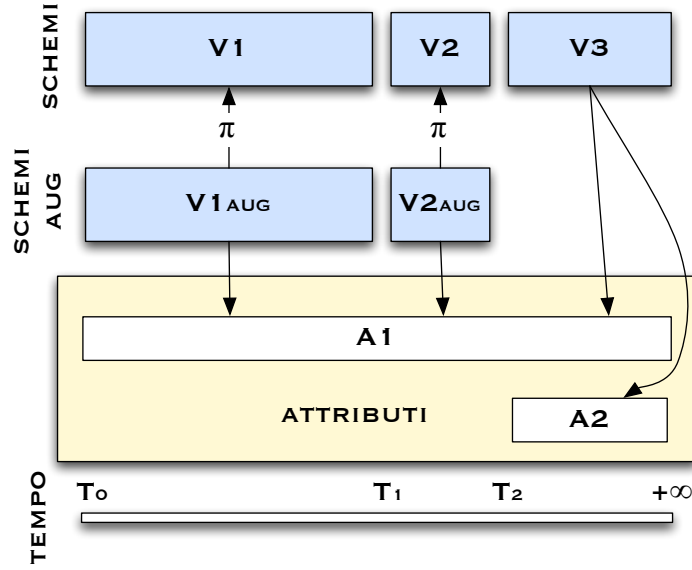 SCHEMI
V1
V2
V3
π
π
SCHEMI
AUG
V1AUG
V2AUG
A1
ATTRIBUTI
A2
TEMPO
T0
T1
T2
+∞